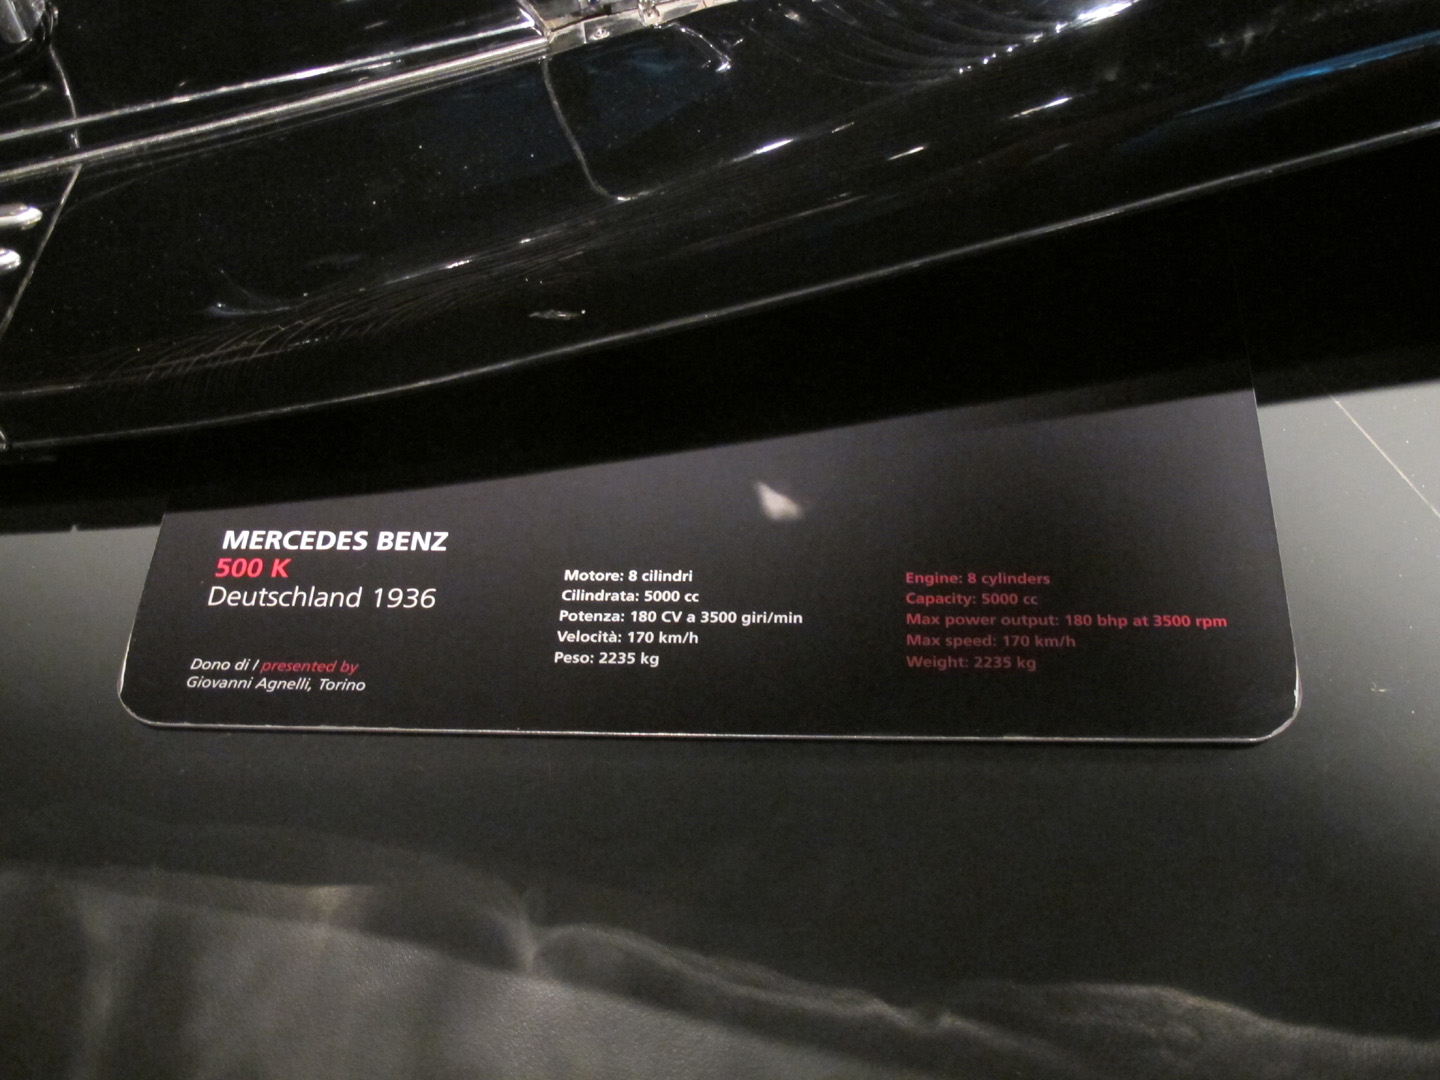 MERCEDES BENZ
500 K
Deutschland 1936
Dono di / presented by
Giovanni Agnelli, Torino
Motore: 8 cilindri
Cilindrata: 5000 cc
Potenza: 180 CV a 3500 giri/min
Velocità: 170 km/h
Peso: 2235 kg
Engine: 8 cylinders
Capacity: 5000 cc
Max power output: 180 bhp at 3500 rpm
Max speed: 170 km/h
Weight: 2235 kg